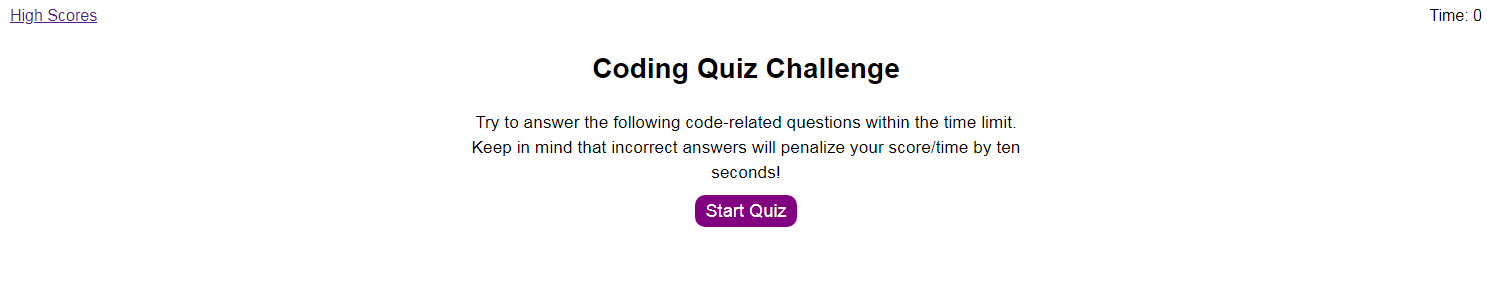 High Scores
Time: 0
Coding Quiz Challenge
Try to answer the following code-related questions within the time limit.
Keep in mind that incorrect answers will penalize your score/time by ten
seconds!
Start Quiz